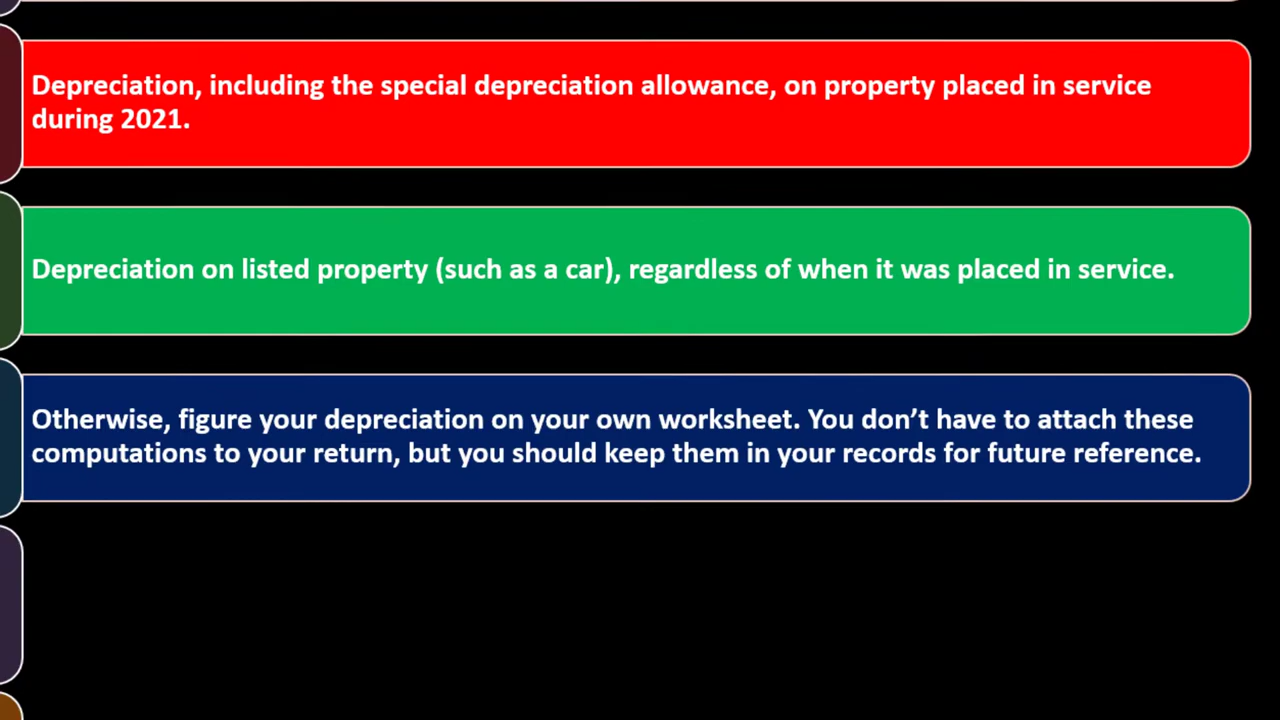 Depreciation, including the special depreciation allowance, on property placed in service
during 2021.
Depreciation on listed property (such as a car), regardless of when it was placed in service.
Otherwise, figure your depreciation on your own worksheet. You don’t have to attach these
computations to your return, but you should keep them in your records for future reference.